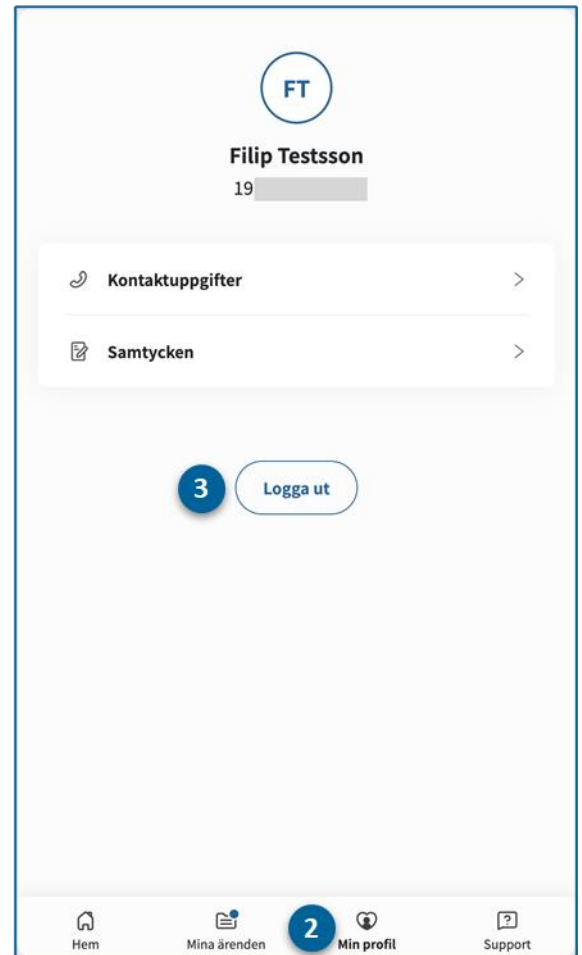 FT
Filip Testsson
19
Kontaktuppgifter
Samtycken
3 Logga ut
2
Hem Mina ärenden Min profil Support